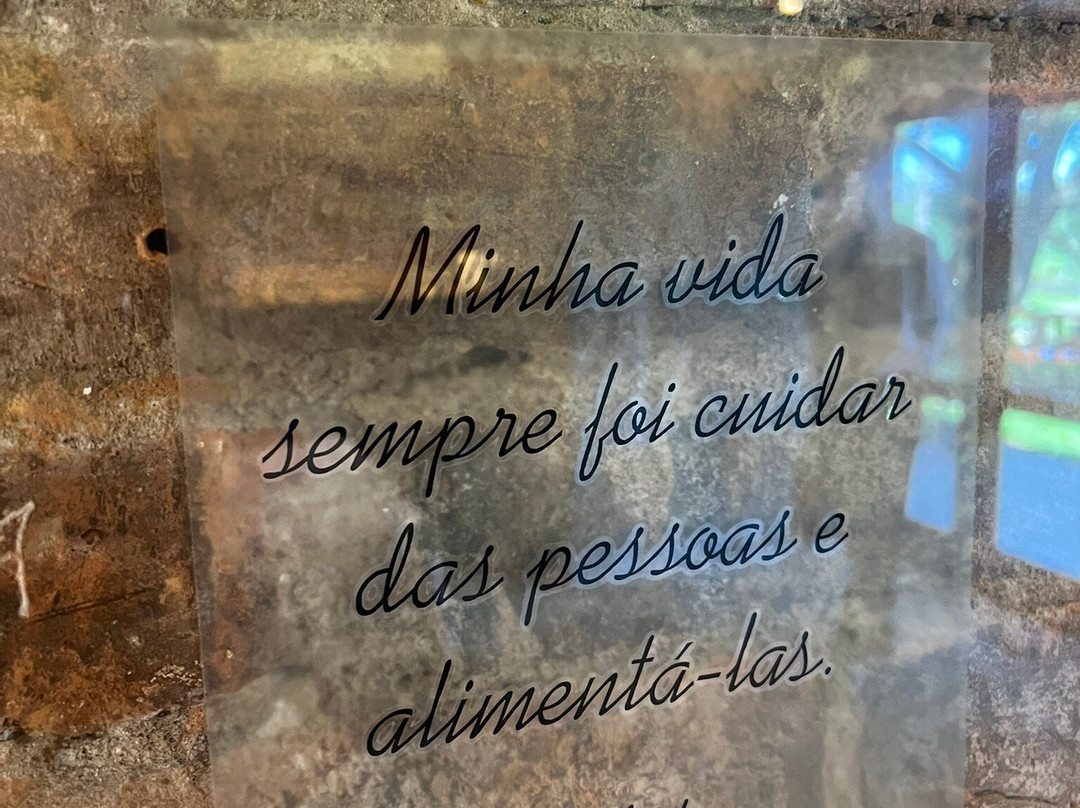 Minha vida
sempre foi cuidar
das pessoas e
alimentá-las.